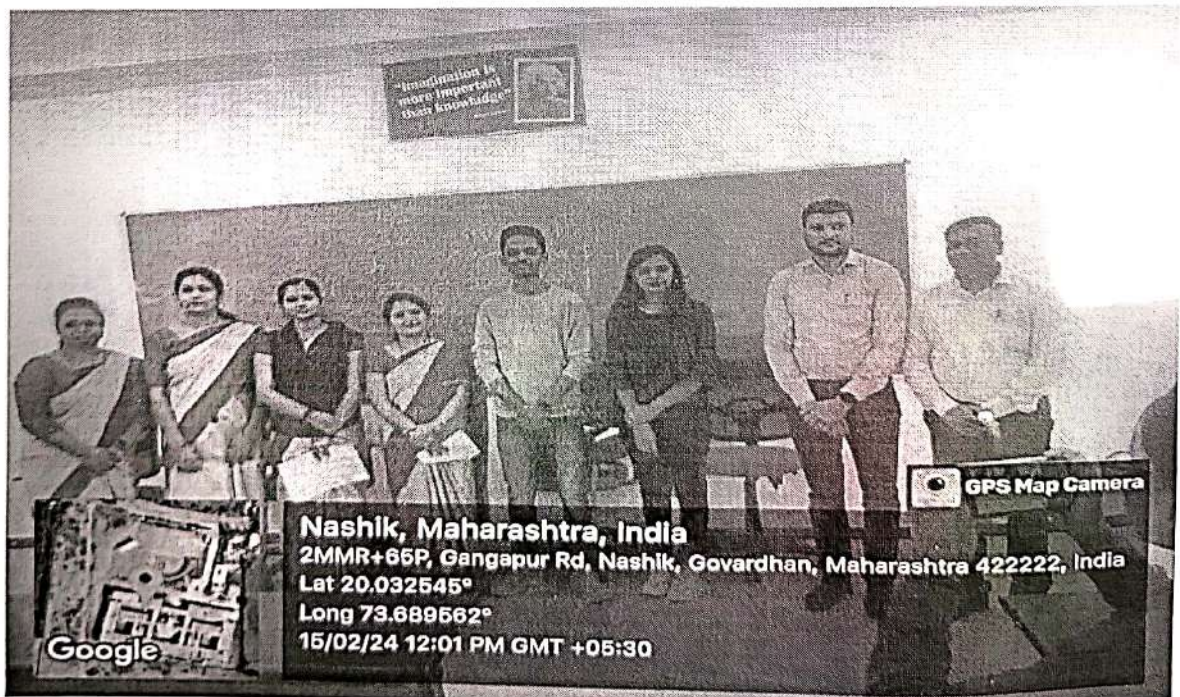 "Imagination is
more important
than knowledge"
GPS Map Camera
Nashik, Maharashtra, India
2MMR+66P, Gangapur Rd, Nashik, Govardhan, Maharashtra 422222, India
Lat 20.032545°
Long 73.689562°
15/02/24 12:01 PM GMT +05:30
Google